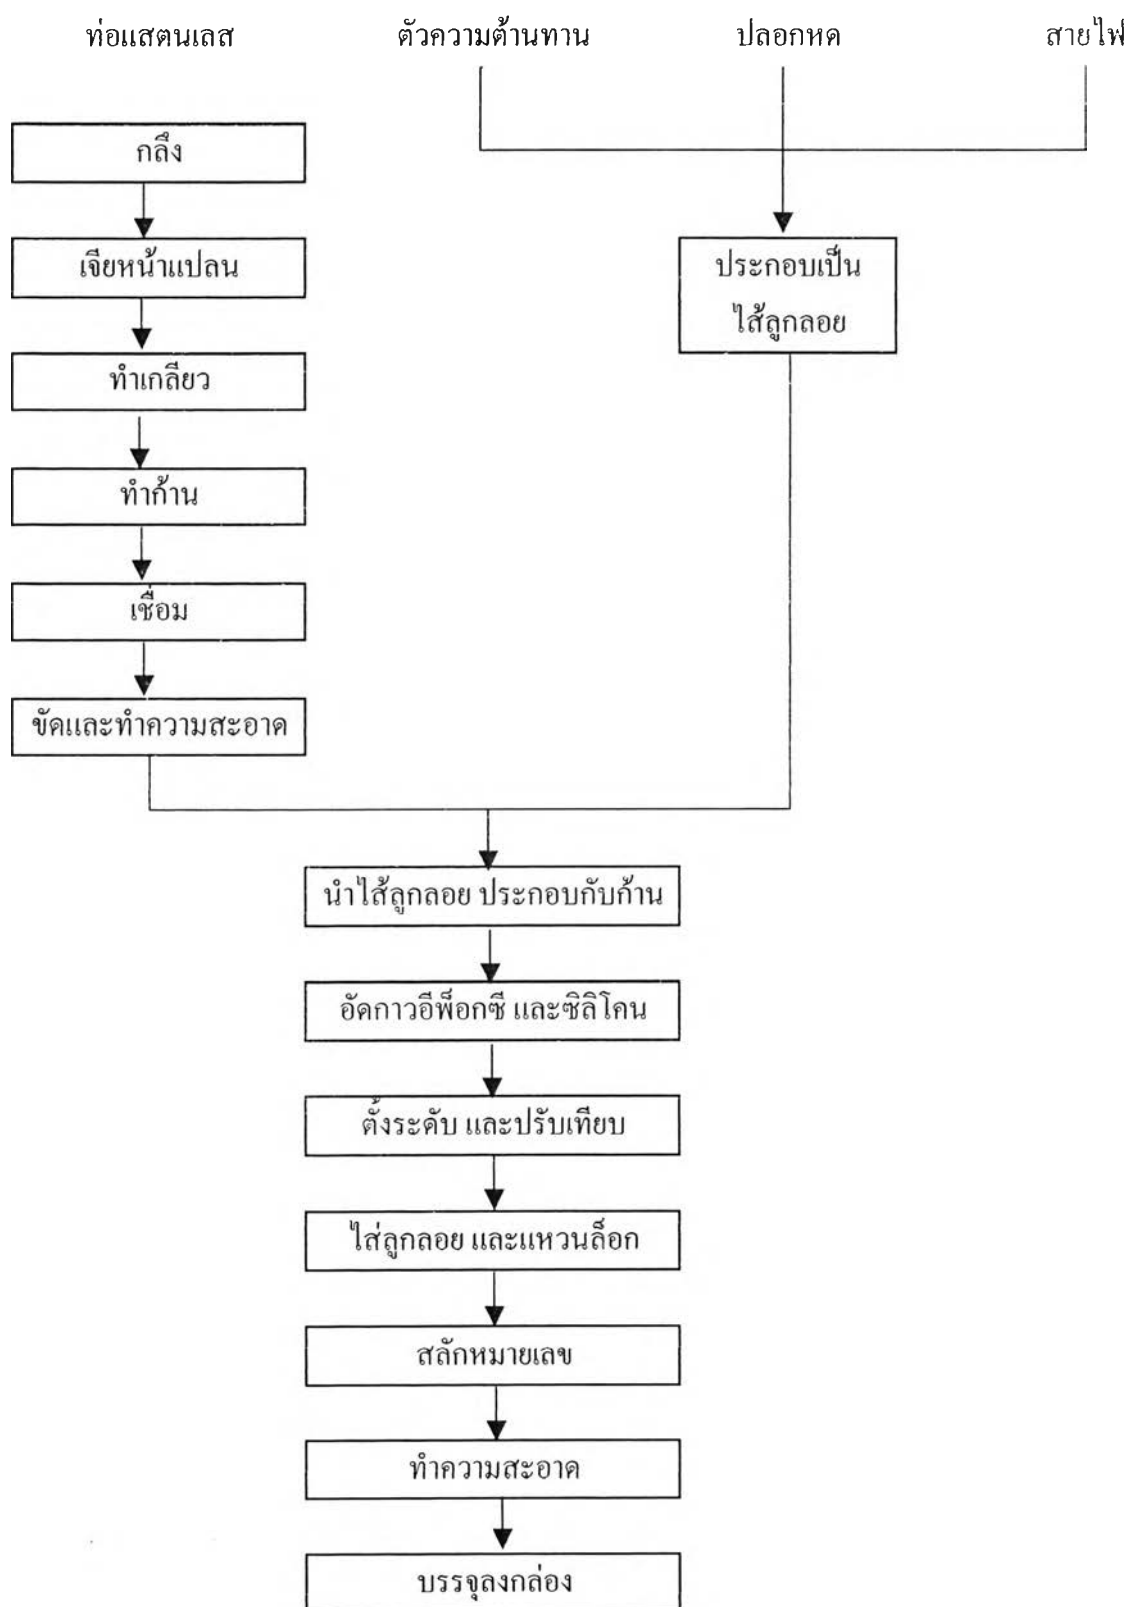 ท่อแสตนเลส ตัวความต้านทาน ปลอกหด สายไฟ
กลึง
เจียหน้าแปลน
ทำเกลียว
ทำก้าน
เชื่อม
ขัดและทำความสะอาด
ประกอบเป็น
ไส้ลูกลอย
นำไส้ลูกลอย ประกอบกับก้าน
อัดกาวอีพ็อกซี และซิลิโคน
ตั้งระดับ และปรับเทียบ
ไส่ลูกลอย และแหวนล็อก
สลักหมายเลข
ทำความสะอาด
บรรจุลงกล่อง